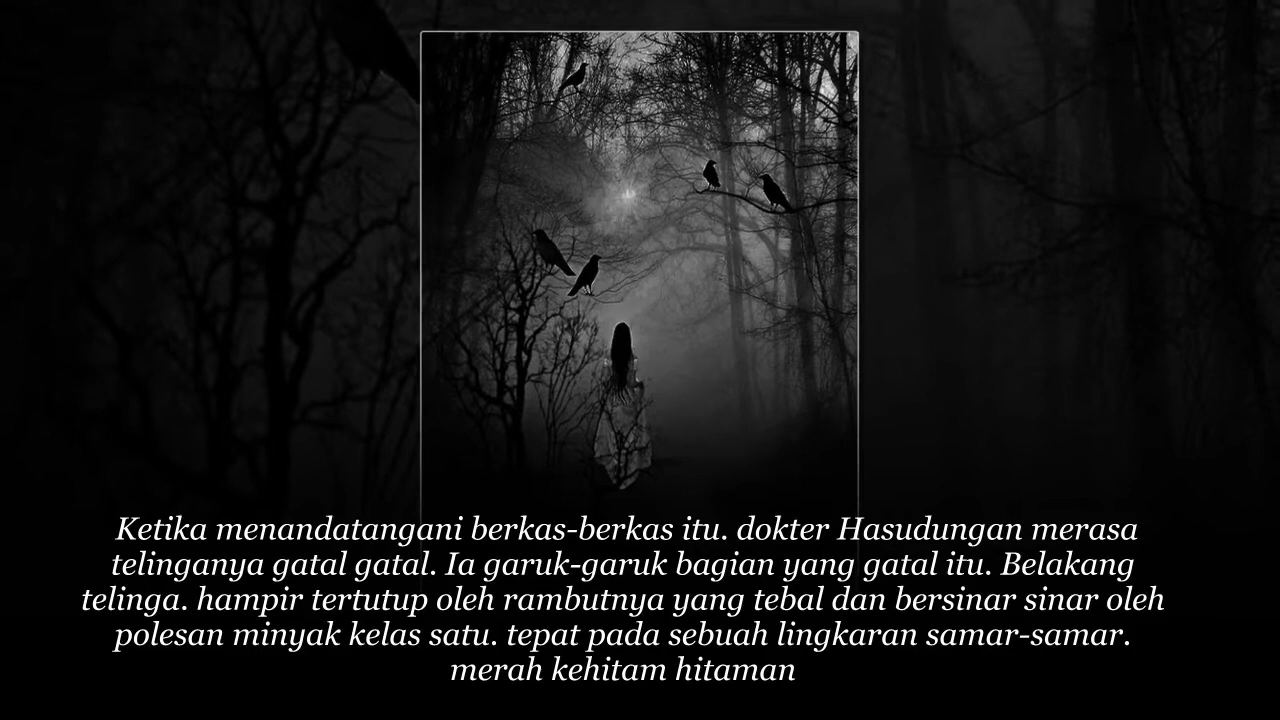 Ketika menandatangani berkas-berkas itu. dokter Hasudungan merasa
telinganya gatal gatal. Ia garuk-garuk bagian yang gatal itu. Belakang
telinga. hampir tertutup oleh rambutnya yang tebal dan bersinar sinar oleh
polesan minyak kelas satu. tepat pada sebuah lingkaran samar-samar.
merah kehitam hitaman